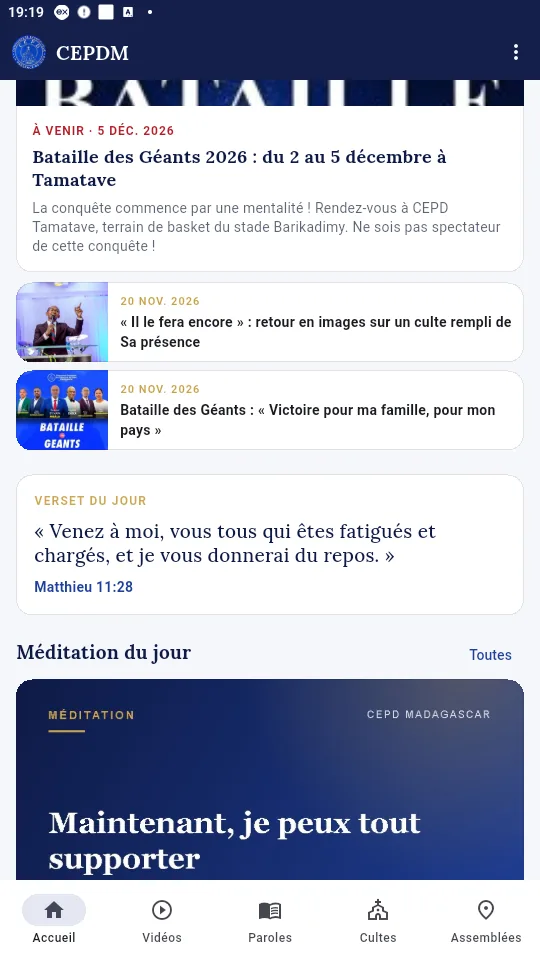 19:19
CEPDM
BATAILLE
À VENIR · 5 DÉC. 2026
Bataille des Géants 2026 : du 2 au 5 décembre à
Tamatave
La conquête commence par une mentalité ! Rendez-vous à CEPD
Tamatave, terrain de basket du stade Barikadimy. Ne sois pas spectateur
de cette conquête !
20 NOV. 2026
« Il le fera encore » : retour en images sur un culte rempli de
Sa présence
20 NOV. 2026
Bataille des Géants : « Victoire pour ma famille, pour mon
pays »
BATAILLE
GÉANTS
VERSET DU JOUR
« Venez à moi, vous tous qui êtes fatigués et
chargés, et je vous donnerai du repos. »
Matthieu 11:28
Méditation du jour
Toutes
MÉDITATION
CEPD MADAGASCAR
Maintenant, je peux tout
supporter
Accueil
Vidéos
Paroles
Cultes
Assemblées